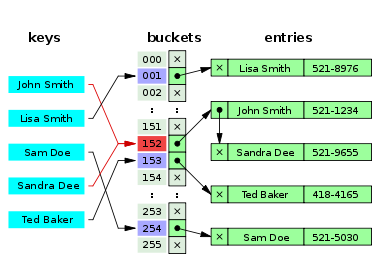 keys buckets entries
000 ×
001 × Lisa Smith 521-8976
John Smith 002 ×
: : × John Smith 521-1234
Lisa Smith 151 ×
Sam Doe 152 × Sandra Dee 521-9655
153
Sandra Dee 154 ×
: : × Ted Baker 418-4165
Ted Baker 253 ×
254 × Sam Doe 521-5030
255 ×